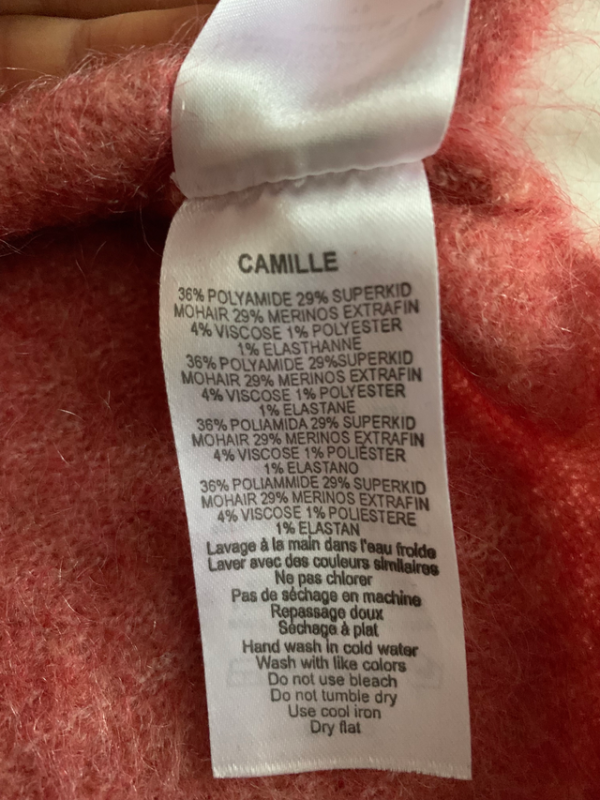 CAMILLE
36% POLYAMIDE 29% SUPERKID
MOHAIR 29% MERINOS EXTRAFIN
4% VISCOSE 1% POLYESTER
1% ELASTHANNE
36% POLYAMIDE 29%SUPERKID
MOHAIR 29% MERINOS EXTRAFIN
4% VISCOSE 1% POLYESTER
1% ELASTANE
36% POLIAMIDA 29% SUPERKID
MOHAIR 29% MERINOS EXTRAFIN
4% VISCOSE 1% POLIÉSTER
1% ELASTANO
36% POLIAMMIDE 29% SUPERKID
MOHAIR 29% MERINOS EXTRAFIN
4% VISCOSE 1% POLIESTERE
1% ELASTAN
Lavage à la main dans l'eau froide
Laver avec des couleurs similaires
Ne pas chlorer
Pas de séchage en machine
Repassage doux
Séchage à plat
Hand wash in cold water
Wash with like colors
Do not use bleach
Do not tumble dry
Use cool iron
Dry flat